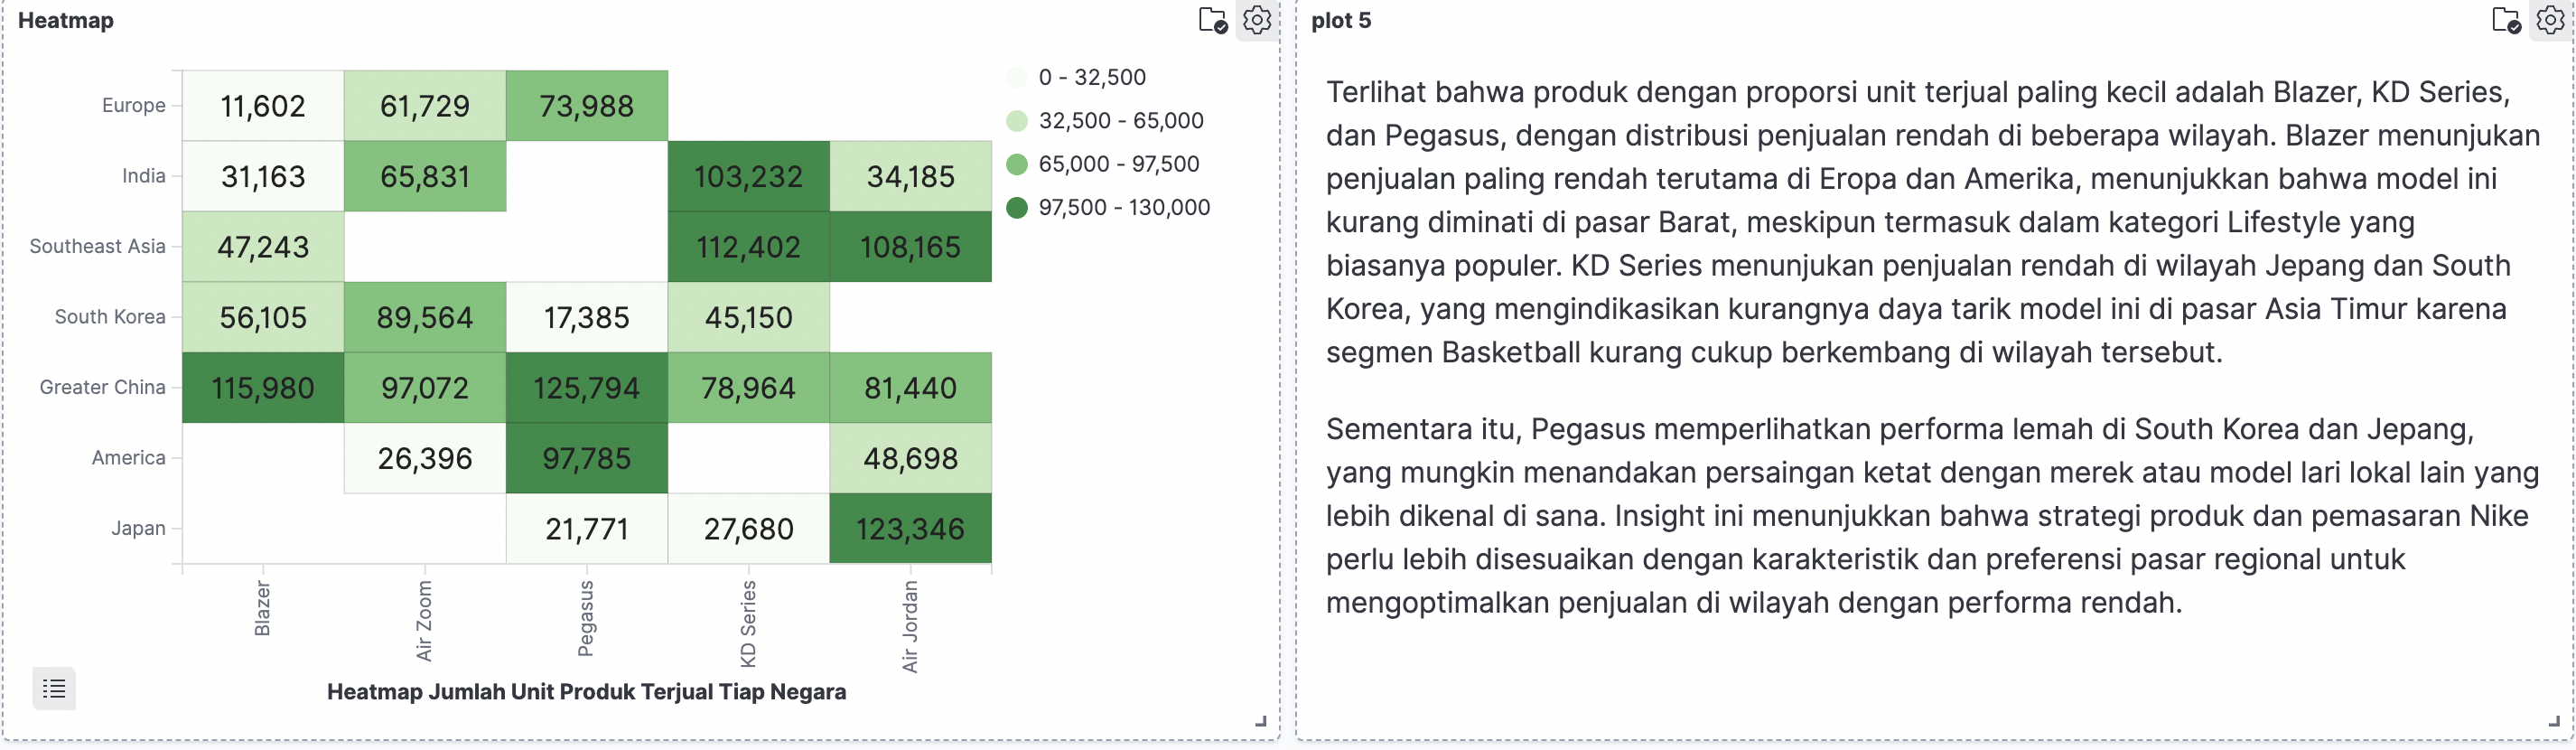 Heatmap
0 - 32,500
32,500 - 65,000
65,000 - 97,500
97,500 - 130,000
Europe 11,602 61,729 73,988
India 31,163 65,831 103,232 34,185
Southeast Asia 47,243 112,402 108,165
South Korea 56,105 89,564 17,385 45,150
Greater China 115,980 97,072 125,794 78,964 81,440
America 26,396 97,785 48,698
Japan 21,771 27,680 123,346
Blazer Air Zoom Pegasus KD Series Air Jordan
Heatmap Jumlah Unit Produk Terjual Tiap Negara
plot 5
Terlihat bahwa produk dengan proporsi unit terjual paling kecil adalah Blazer, KD Series,
dan Pegasus, dengan distribusi penjualan rendah di beberapa wilayah. Blazer menunjukan
penjualan paling rendah terutama di Eropa dan Amerika, menunjukkan bahwa model ini
kurang diminati di pasar Barat, meskipun termasuk dalam kategori Lifestyle yang
biasanya populer. KD Series menunjukan penjualan rendah di wilayah Jepang dan South
Korea, yang mengindikasikan kurangnya daya tarik model ini di pasar Asia Timur karena
segmen Basketball kurang cukup berkembang di wilayah tersebut.
Sementara itu, Pegasus memperlihatkan performa lemah di South Korea dan Jepang,
yang mungkin menandakan persaingan ketat dengan merek atau model lari lokal lain yang
lebih dikenal di sana. Insight ini menunjukkan bahwa strategi produk dan pemasaran Nike
perlu lebih disesuaikan dengan karakteristik dan preferensi pasar regional untuk
mengoptimalkan penjualan di wilayah dengan performa rendah.